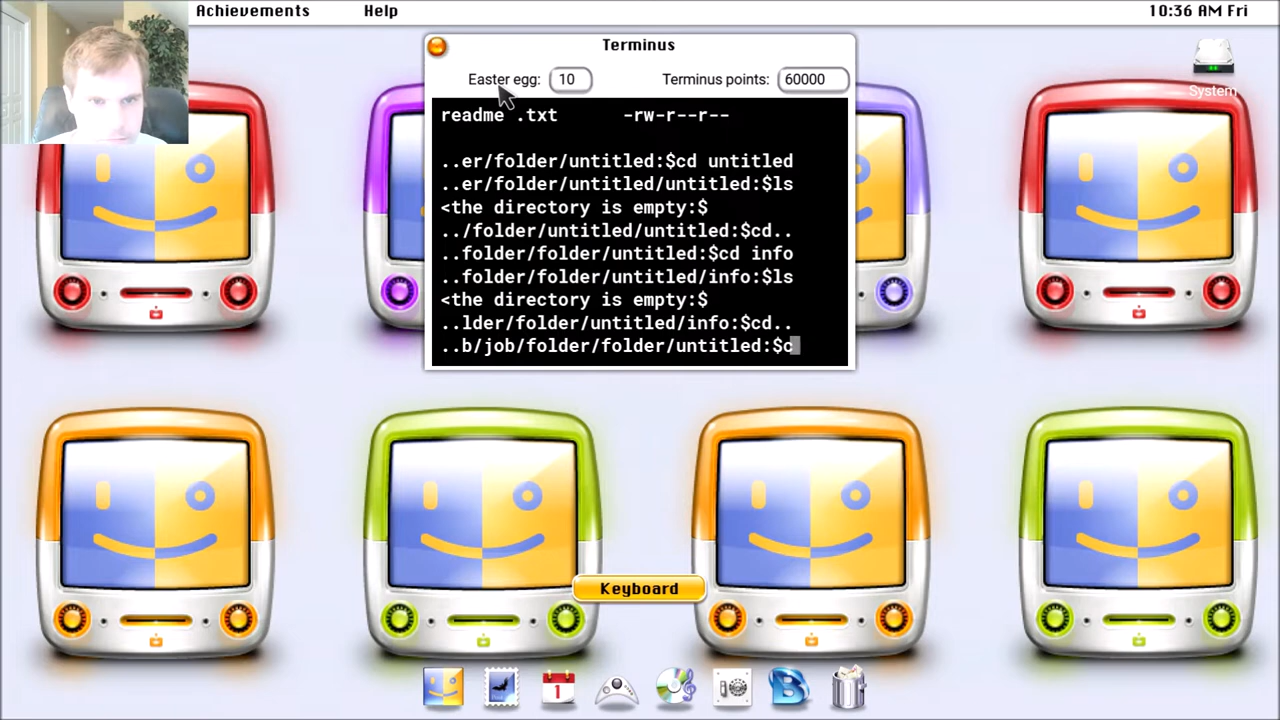 Achievements Help 10:36 AM Fri
Terminus
Easter egg: 10 Terminus points: 60000
System
readme .txt -rw-r--r--
..er/folder/untitled:$cd untitled
..er/folder/untitled/untitled:$ls
<the directory is empty:$
../folder/untitled/untitled:$cd..
..folder/folder/untitled:$cd info
..folder/folder/untitled/info:$ls
<the directory is empty:$
..lder/folder/untitled/info:$cd..
..b/job/folder/folder/untitled:$c
Keyboard
1
B